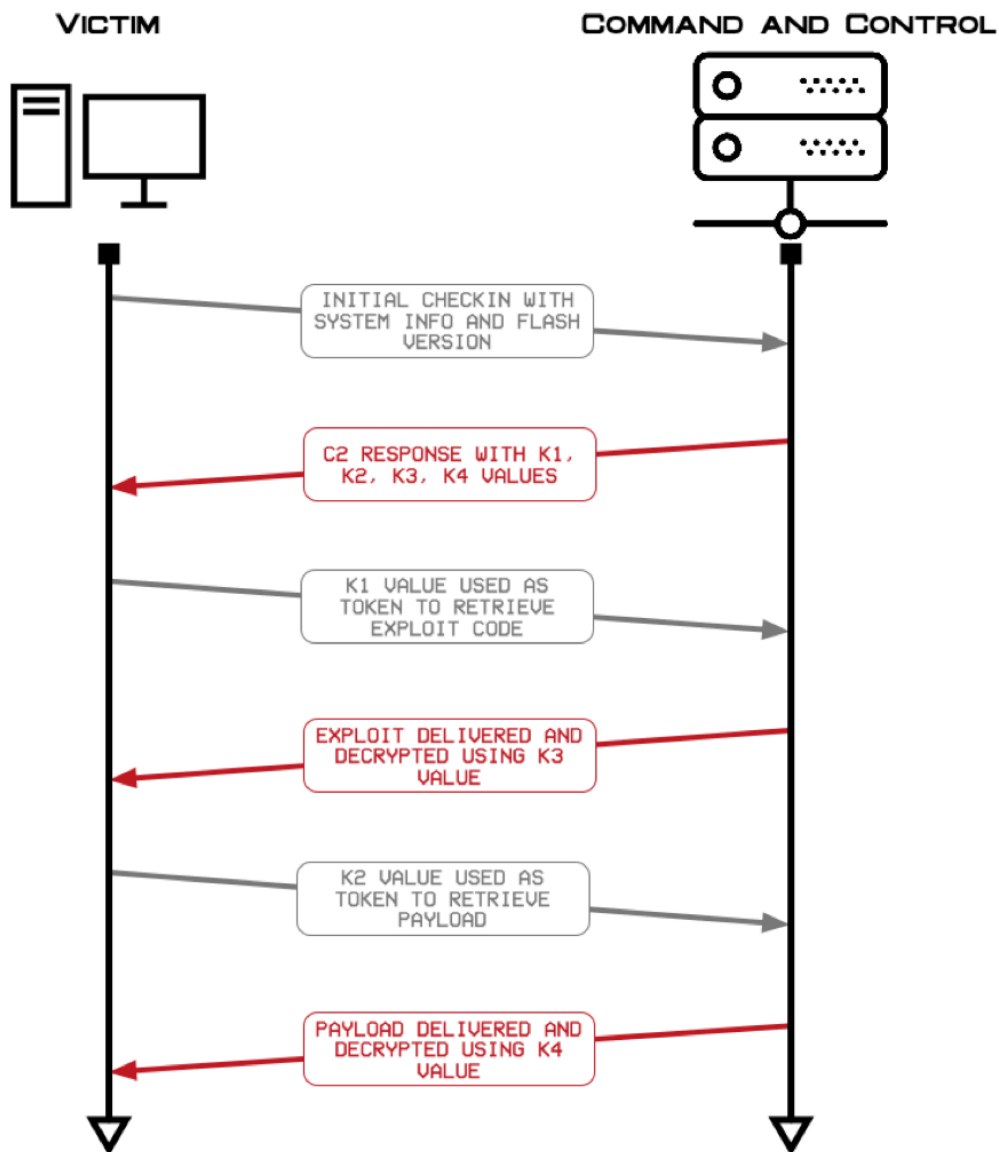 VICTIM
COMMAND AND CONTROL
INITIAL CHECKIN WITH
SYSTEM INFO AND FLASH
VERSION
C2 RESPONSE WITH K1,
K2, K3, K4 VALUES
K1 VALUE USED AS
TOKEN TO RETRIEVE
EXPLOIT CODE
EXPLOIT DELIVERED AND
DECRYPTED USING K3
VALUE
K2 VALUE USED AS
TOKEN TO RETRIEVE
PAYLOAD
PAYLOAD DELIVERED AND
DECRYPTED USING K4
VALUE